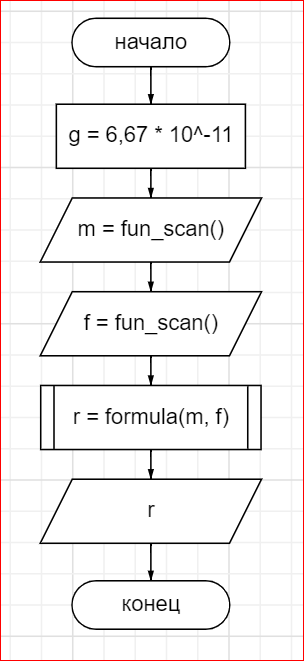 начало
g = 6,67 * 10^-11
m = fun_scan()
f = fun_scan()
r = formula(m, f)
r
конец